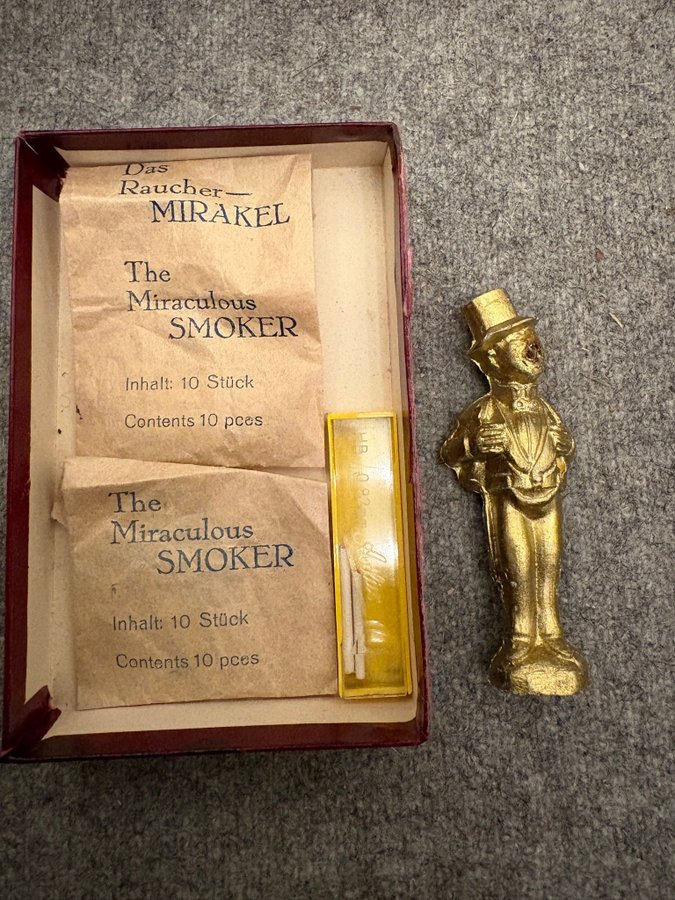 Das
Raucher—
MIRAKEL
The
Miraculous
SMOKER
Inhalt: 10 Stück
Contents 10 pces
The
Miraculous
SMOKER
Inhalt: 10 Stück
Contents 10 pces
HB